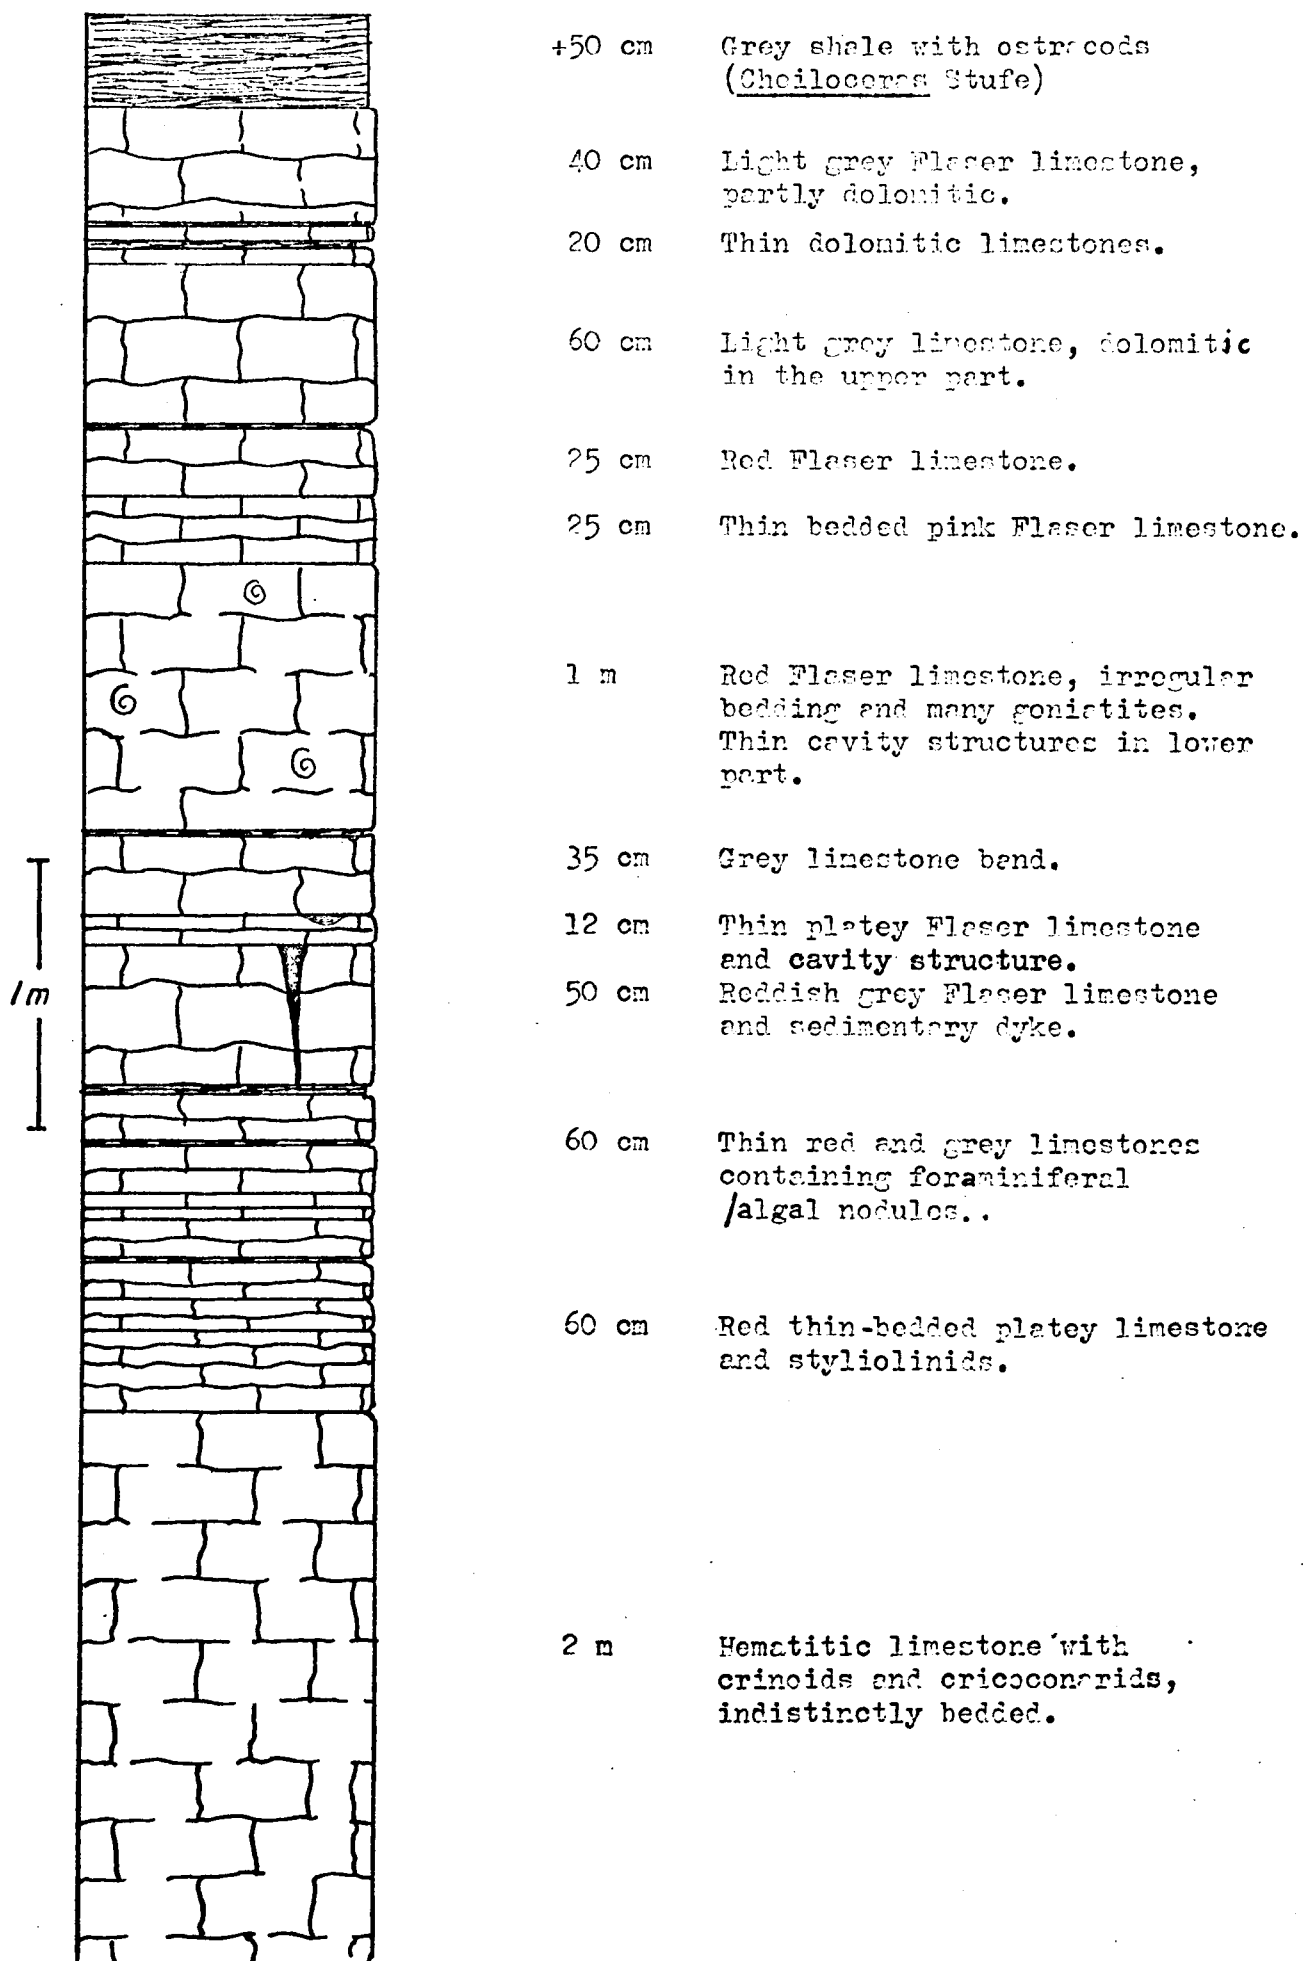 +50 cm Grey shale with ostracods
(Cheiloceras Stufe)
40 cm Light grey Flaser limestone,
partly dolomitic.
20 cm Thin dolomitic limestones.
60 cm Light grey limestone, dolomitic
in the upper part.
25 cm Red Flaser limestone.
25 cm Thin bedded pink Flaser limestone.
1 m Red Flaser limestone, irregular
bedding and many goniatites.
Thin cavity structures in lower
part.
35 cm Grey limestone band.
12 cm Thin platey Flaser limestone
and cavity structure.
1m
50 cm Reddish grey Flaser limestone
and sedimentary dyke.
60 cm Thin red and grey limestones
containing foraminiferal
/algal nodules..
60 cm Red thin-bedded platey limestone
and styliolinids.
2 m Hematitic limestone with
crinoids and cricoconarids,
indistinctly bedded.